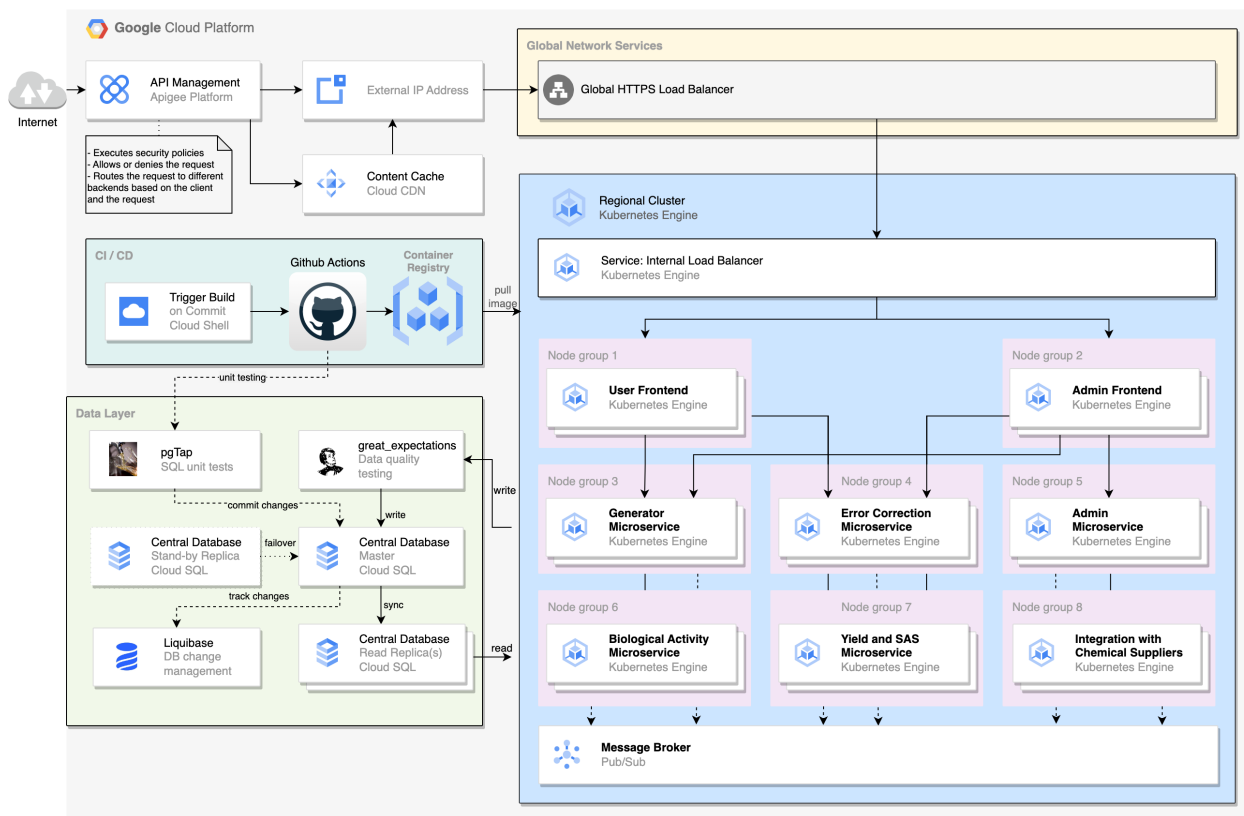 Google Cloud Platform
Internet
API Management
Apigee Platform
External IP Address
Global Network Services
Global HTTPS Load Balancer
- Executes security policies
- Allows or denies the request
- Routes the request to different
backends based on the client
and the request
Content Cache
Cloud CDN
CI / CD
Trigger Build
on Commit
Cloud Shell
Github Actions
Container
Registry
pull
image
unit testing
Regional Cluster
Kubernetes Engine
Service: Internal Load Balancer
Kubernetes Engine
Node group 1
User Frontend
Kubernetes Engine
Node group 2
Admin Frontend
Kubernetes Engine
Node group 3
Generator
Microservice
Kubernetes Engine
Node group 4
Error Correction
Microservice
Kubernetes Engine
Node group 5
Admin
Microservice
Kubernetes Engine
Node group 6
Biological Activity
Microservice
Kubernetes Engine
Node group 7
Yield and SAS
Microservice
Kubernetes Engine
Node group 8
Integration with
Chemical Suppliers
Kubernetes Engine
Message Broker
Pub/Sub
Data Layer
pgTap
SQL unit tests
great_expectations
Data quality
testing
write
commit changes
write
Central Database
Stand-by Replica
Cloud SQL
failover
Central Database
Master
Cloud SQL
track changes
sync
Liquibase
DB change
management
Central Database
Read Replica(s)
Cloud SQL
read